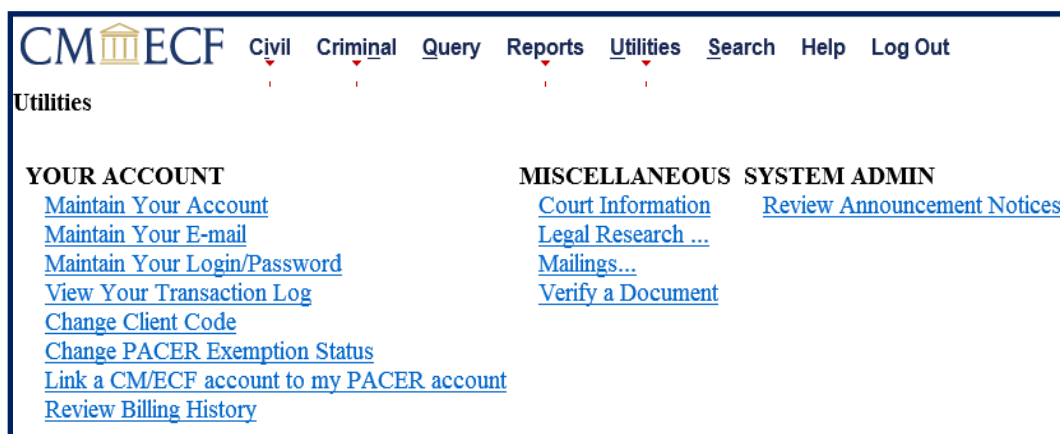 CM ECF Civil Criminal Query Reports Utilities Search Help Log Out
Utilities
YOUR ACCOUNT
Maintain Your Account
Maintain Your E-mail
Maintain Your Login/Password
View Your Transaction Log
Change Client Code
Change PACER Exemption Status
Link a CM/ECF account to my PACER account
Review Billing History
MISCELLANEOUS
Court Information
Legal Research ...
Mailings...
Verify a Document
SYSTEM ADMIN
Review Announcement Notices